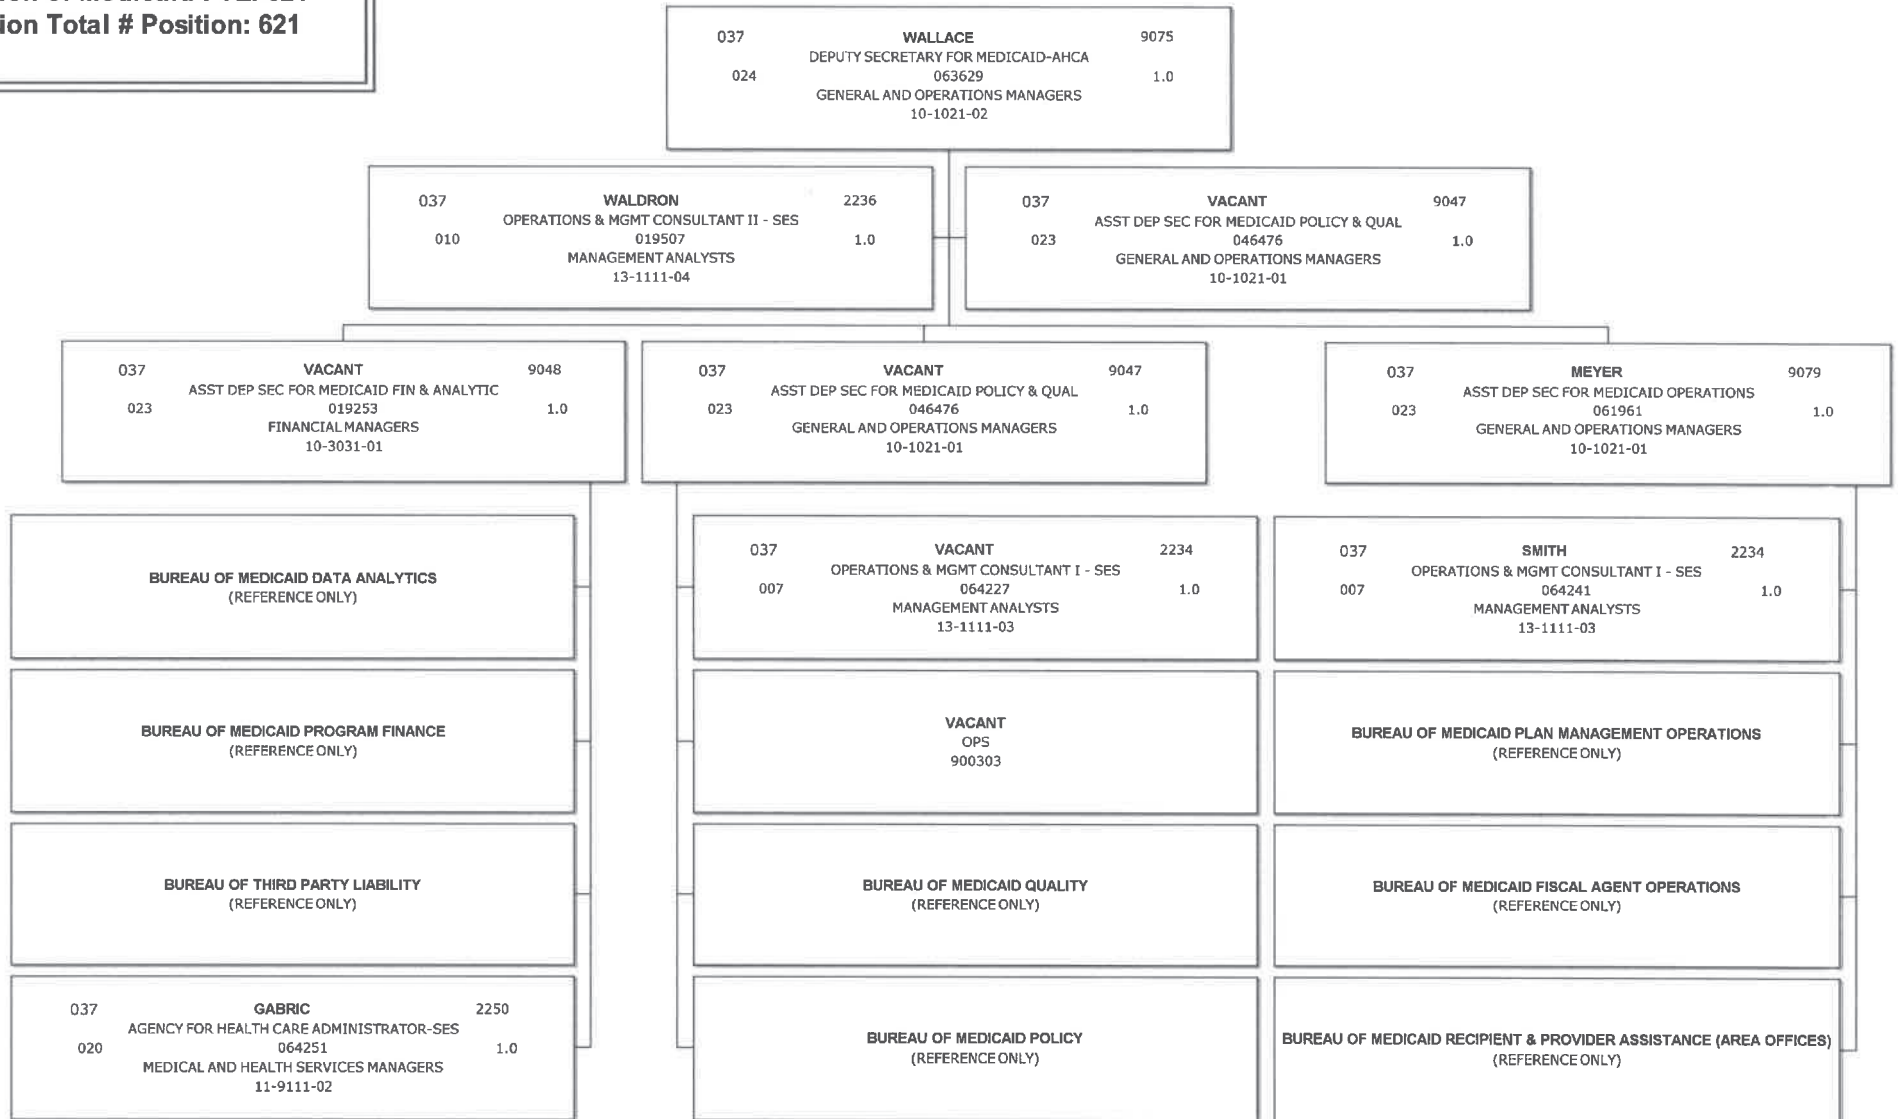 ion Total # Position: 621
037 WALLACE 9075
DEPUTY SECRETARY FOR MEDICAID-AHCA
024 063629 1.0
GENERAL AND OPERATIONS MANAGERS
10-1021-02
037 WALDRON 2236
OPERATIONS & MGMT CONSULTANT II - SES
010 019507 1.0
MANAGEMENT ANALYSTS
13-1111-04
037 VACANT 9047
ASST DEP SEC FOR MEDICAID POLICY & QUAL
023 046476 1.0
GENERAL AND OPERATIONS MANAGERS
10-1021-01
037 VACANT 9048
ASST DEP SEC FOR MEDICAID FIN & ANALYTIC
023 019253 1.0
FINANCIAL MANAGERS
10-3031-01
037 VACANT 9047
ASST DEP SEC FOR MEDICAID POLICY & QUAL
023 046476 1.0
GENERAL AND OPERATIONS MANAGERS
10-1021-01
037 MEYER 9079
ASST DEP SEC FOR MEDICAID OPERATIONS
023 061961 1.0
GENERAL AND OPERATIONS MANAGERS
10-1021-01
BUREAU OF MEDICAID DATA ANALYTICS
(REFERENCE ONLY)
BUREAU OF MEDICAID PROGRAM FINANCE
(REFERENCE ONLY)
BUREAU OF THIRD PARTY LIABILITY
(REFERENCE ONLY)
037 GABRIC 2250
AGENCY FOR HEALTH CARE ADMINISTRATOR-SES
020 064251 1.0
MEDICAL AND HEALTH SERVICES MANAGERS
11-9111-02
037 VACANT 2234
OPERATIONS & MGMT CONSULTANT I - SES
007 064227 1.0
MANAGEMENT ANALYSTS
13-1111-03
VACANT
OPS
900303
BUREAU OF MEDICAID QUALITY
(REFERENCE ONLY)
BUREAU OF MEDICAID POLICY
(REFERENCE ONLY)
037 SMITH 2234
OPERATIONS & MGMT CONSULTANT I - SES
007 064241 1.0
MANAGEMENT ANALYSTS
13-1111-03
BUREAU OF MEDICAID PLAN MANAGEMENT OPERATIONS
(REFERENCE ONLY)
BUREAU OF MEDICAID FISCAL AGENT OPERATIONS
(REFERENCE ONLY)
BUREAU OF MEDICAID RECIPIENT & PROVIDER ASSISTANCE (AREA OFFICES)
(REFERENCE ONLY)